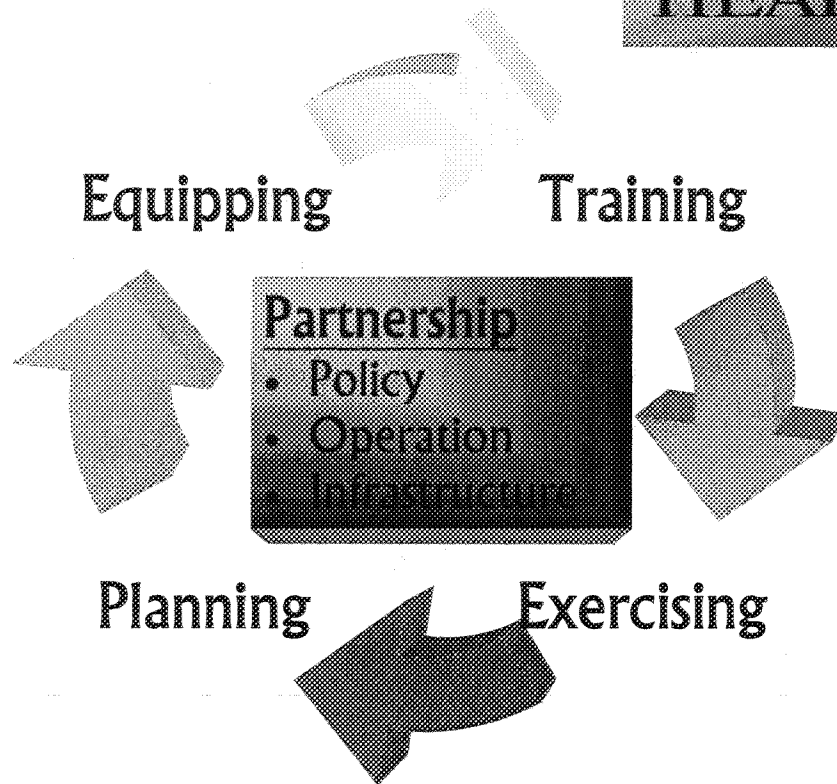 Equipping Training
Partnership
• Policy
• Operation
• Infrastructure
Planning Exercising